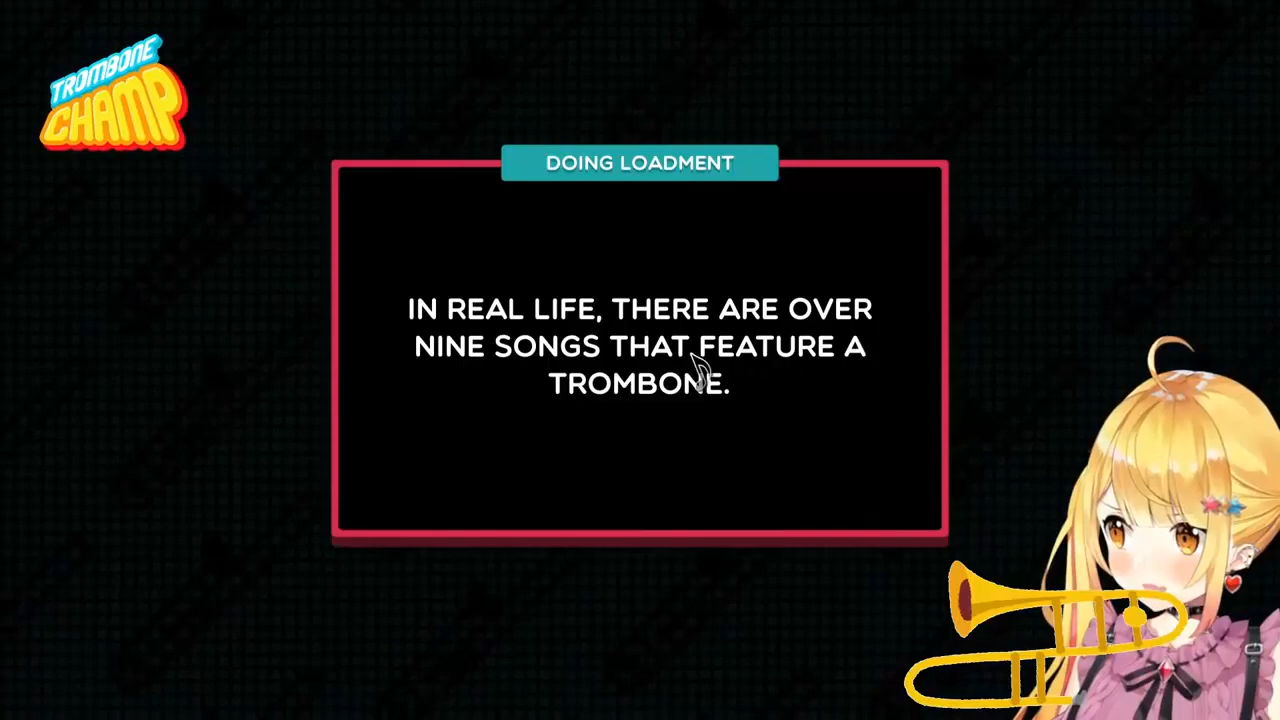 TROMBONE
CHAMP
DOING LOADMENT
IN REAL LIFE, THERE ARE OVER
NINE SONGS THAT FEATURE A
TROMBONE.